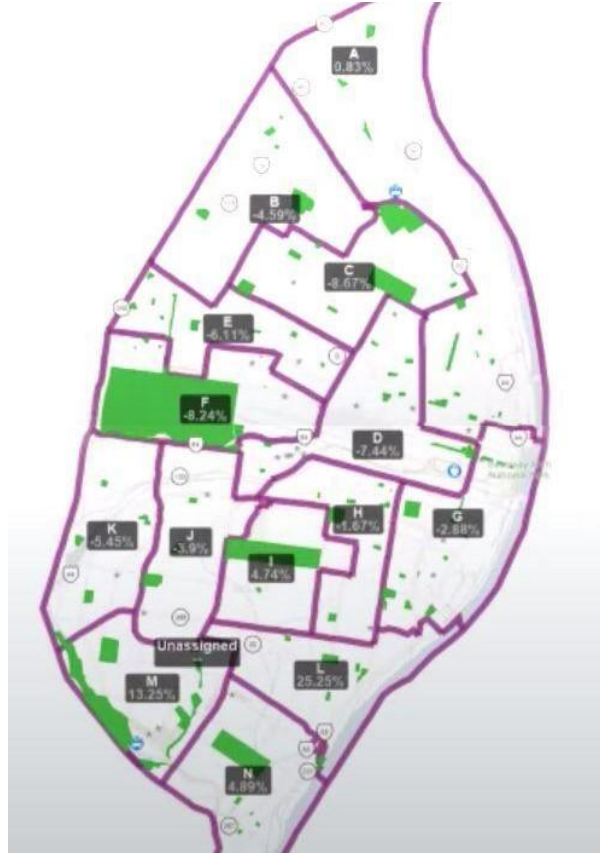 A
0.83%
B
-4.59%
C
-8.67%
E
-6.11%
F
-8.24%
D
-7.44%
H
-1.67%
G
-2.88%
K
-5.45%
J
-3.9%
I
4.74%
Unassigned
L
25.25%
M
13.25%
N
4.89%